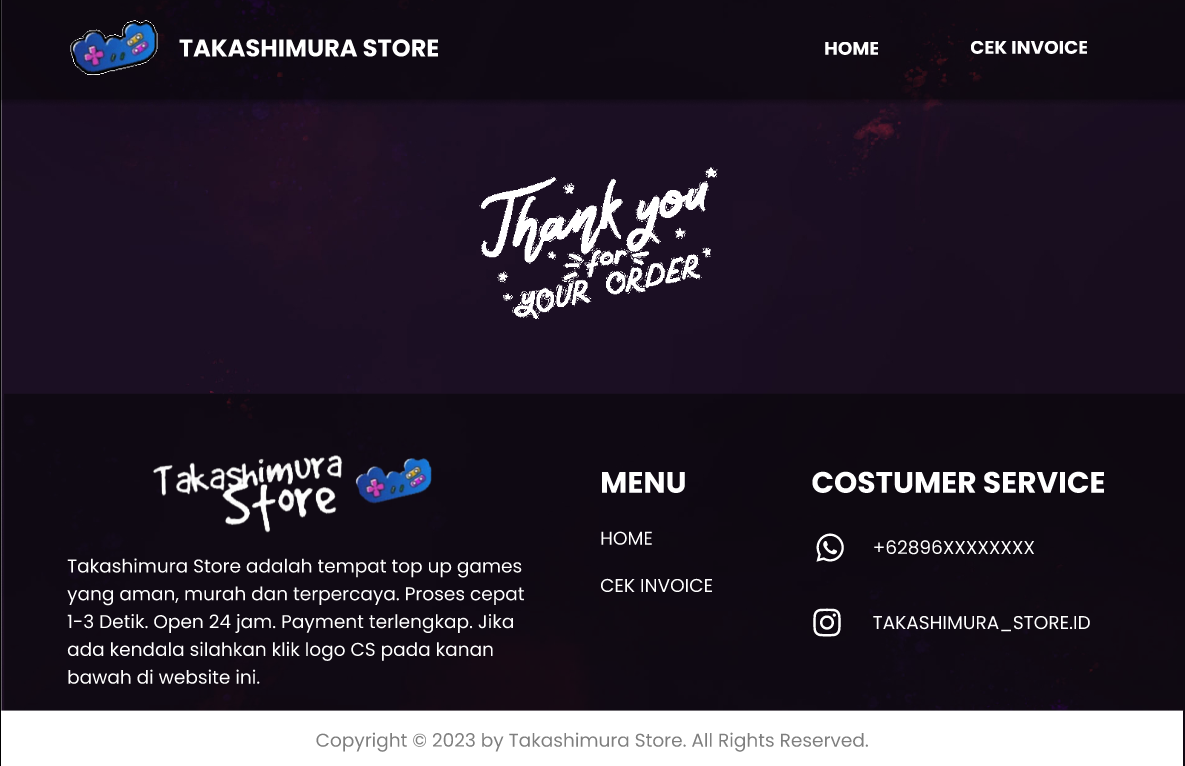 TAKASHIMURA STORE
HOME
CEK INVOICE
Thank you
for
YOUR ORDER
Takashimura
Store
Takashimura Store adalah tempat top up games
yang aman, murah dan terpercaya. Proses cepat
1-3 Detik. Open 24 jam. Payment terlengkap. Jika
ada kendala silahkan klik logo CS pada kanan
bawah di website ini.
MENU
HOME
CEK INVOICE
COSTUMER SERVICE
+62896XXXXXXXX
TAKASHIMURA_STORE.ID
Copyright © 2023 by Takashimura Store. All Rights Reserved.